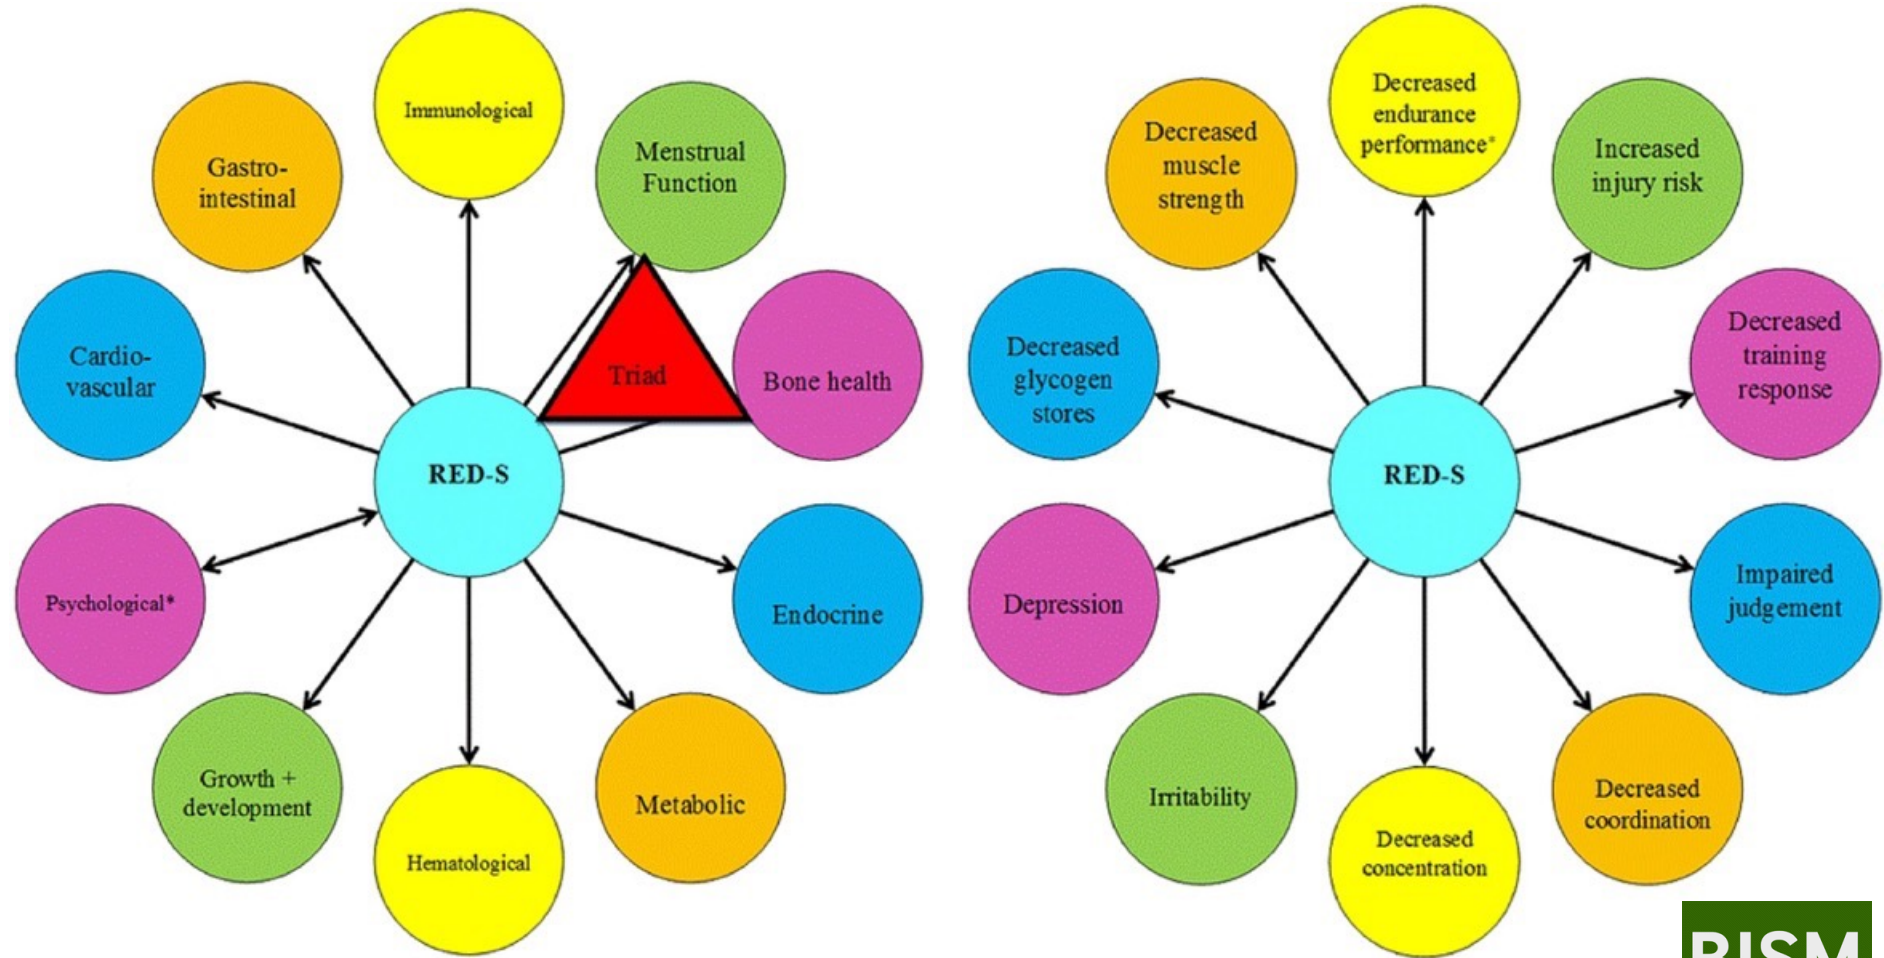 Immunological
Menstrual
Function
Bone health
Endocrine
Metabolic
Hematological
Growth +
development
Psychological*
Cardio-
vascular
Gastro-
intestinal
Triad
RED-S
Decreased
endurance
performance*
Increased
injury risk
Decreased
training
response
Impaired
judgement
Decreased
coordination
Decreased
concentration
Irritability
Depression
Decreased
glycogen
stores
Decreased
muscle
strength
RED-S
BJSM